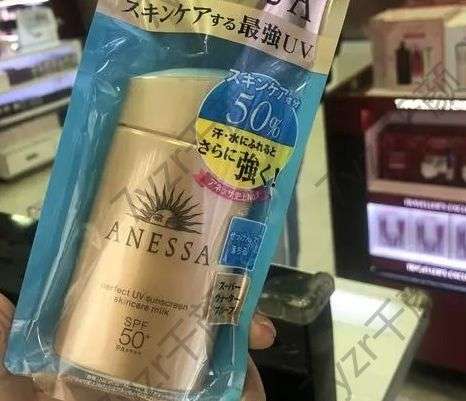 スキンケアする最強UV
スキンケア成分
50%
汗・水にふれると
さらに強く!
ANESSA
perfect UV sunscreen
skincare milk
SPF
50+
PA++++
スーパー
ウォーター
プルーフ